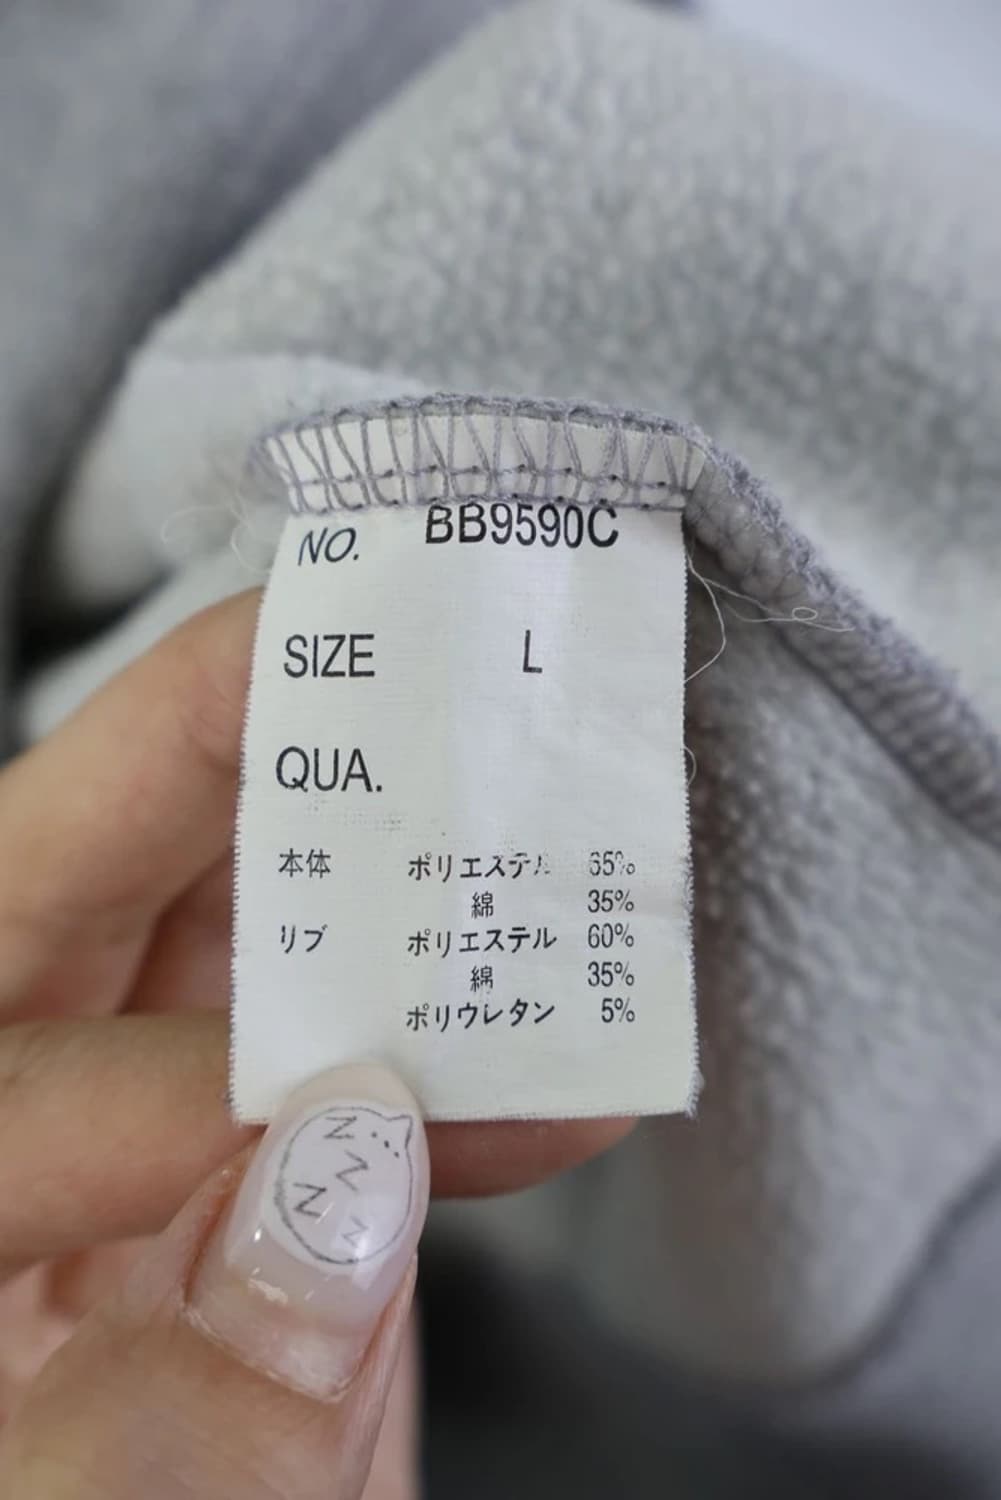 NO. BB9590C
SIZE L
QUA.
本体 ポリエステル 65%
綿 35%
リブ ポリエステル 60%
綿 35%
ポリウレタン 5%
Z
Z
Z
Z